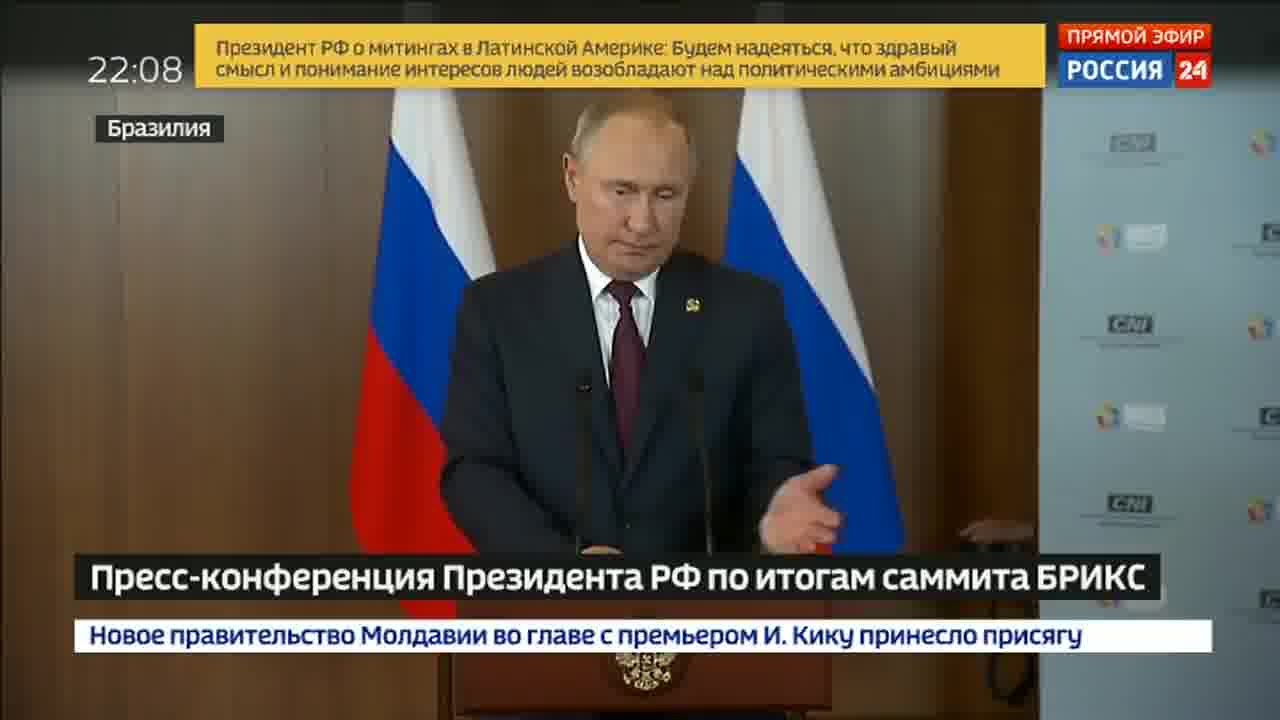 22:08
Президент РФ о митингах в Латинской Америке: Будем надеяться, что здравый
смысл и понимание интересов людей возобладают над политическими амбициями
ПРЯМОЙ ЭФИР
РОССИЯ 24
Бразилия
CNI
CNI
CNI
Пресс-конференция Президента РФ по итогам саммита БРИКС
Новое правительство Молдавии во главе с премьером И. Кику принесло присягу